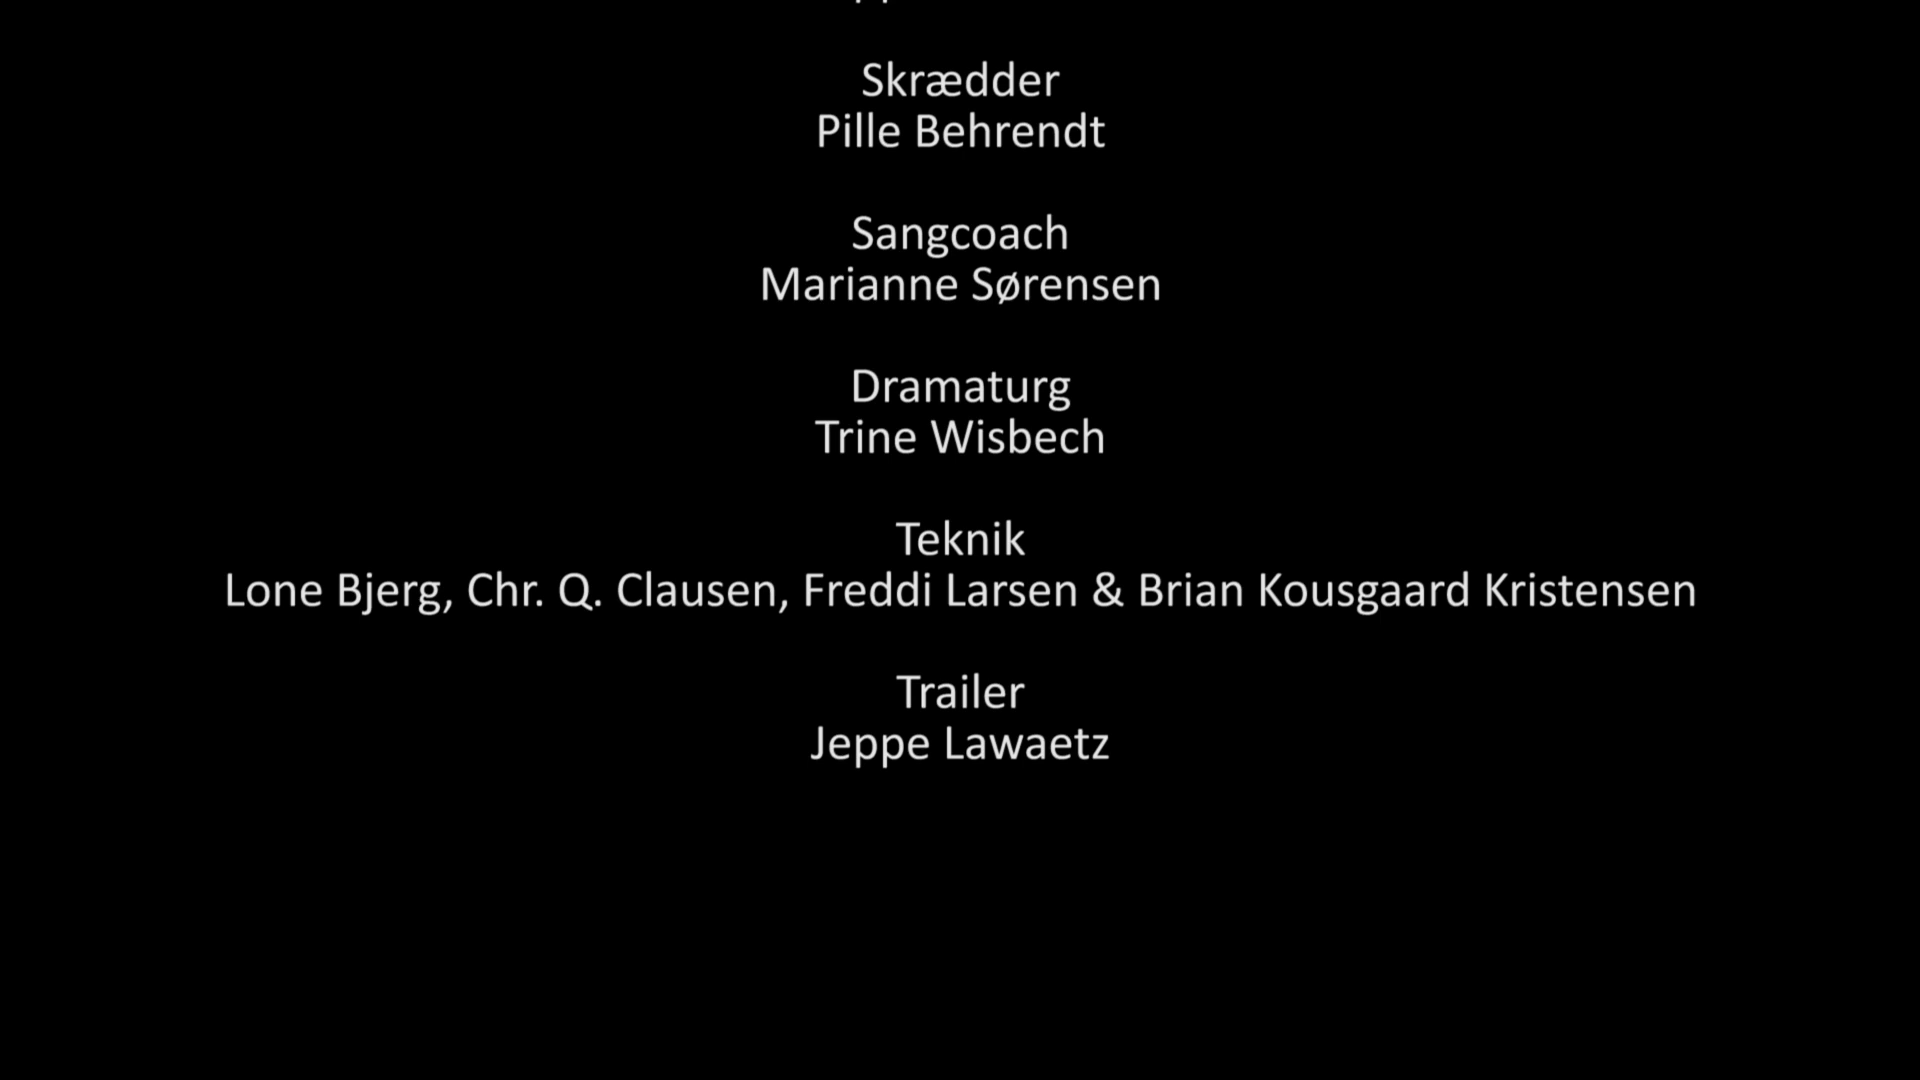 Skrædder
Pille Behrendt
Sangcoach
Marianne Sørensen
Dramaturg
Trine Wisbech
Teknik
Lone Bjerg, Chr. Q. Clausen, Freddi Larsen & Brian Kousgaard Kristensen
Trailer
Jeppe Lawaetz